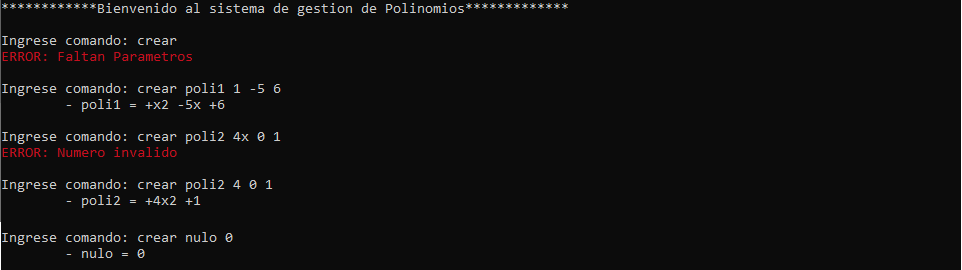 ************Bienvenido al sistema de gestion de Polinomios*************
Ingrese comando: crear
ERROR: Faltan Parametros
Ingrese comando: crear poli1 1 -5 6
- poli1 = +x2 -5x +6
Ingrese comando: crear poli2 4x 0 1
ERROR: Numero invalido
Ingrese comando: crear poli2 4 0 1
- poli2 = +4x2 +1
Ingrese comando: crear nulo 0
- nulo = 0